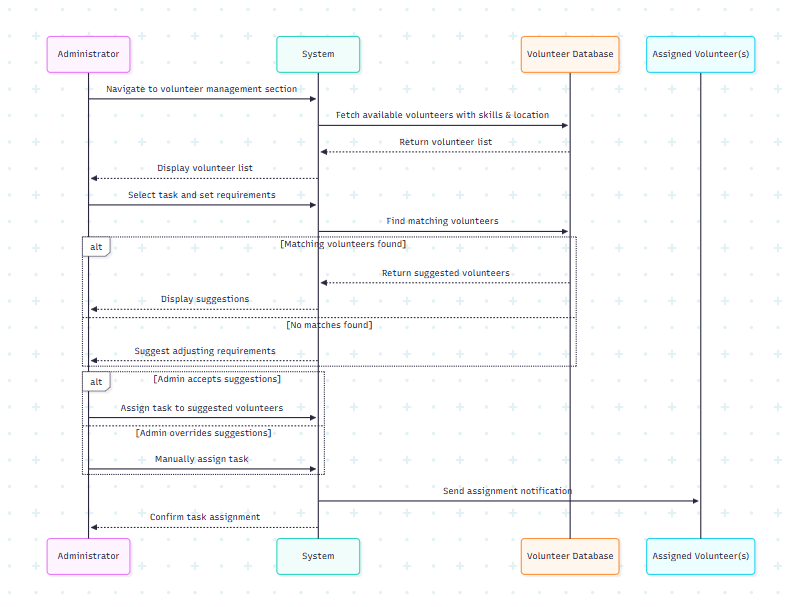 Administrator
System
Volunteer Database
Assigned Volunteer(s)
Navigate to volunteer management section
Fetch available volunteers with skills & location
Return volunteer list
Display volunteer list
Select task and set requirements
Find matching volunteers
alt
[Matching volunteers found]
Return suggested volunteers
Display suggestions
[No matches found]
Suggest adjusting requirements
alt
[Admin accepts suggestions]
Assign task to suggested volunteers
[Admin overrides suggestions]
Manually assign task
Send assignment notification
Confirm task assignment
Administrator
System
Volunteer Database
Assigned Volunteer(s)